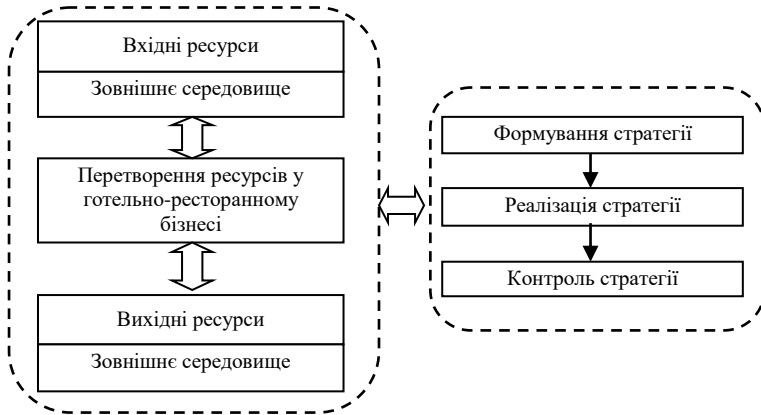 Вхідні ресурси
Зовнішнє середовище
Перетворення ресурсів у
готельно-ресторанному
бізнесі
Вихідні ресурси
Зовнішнє середовище
Формування стратегії
Реалізація стратегії
Контроль стратегії